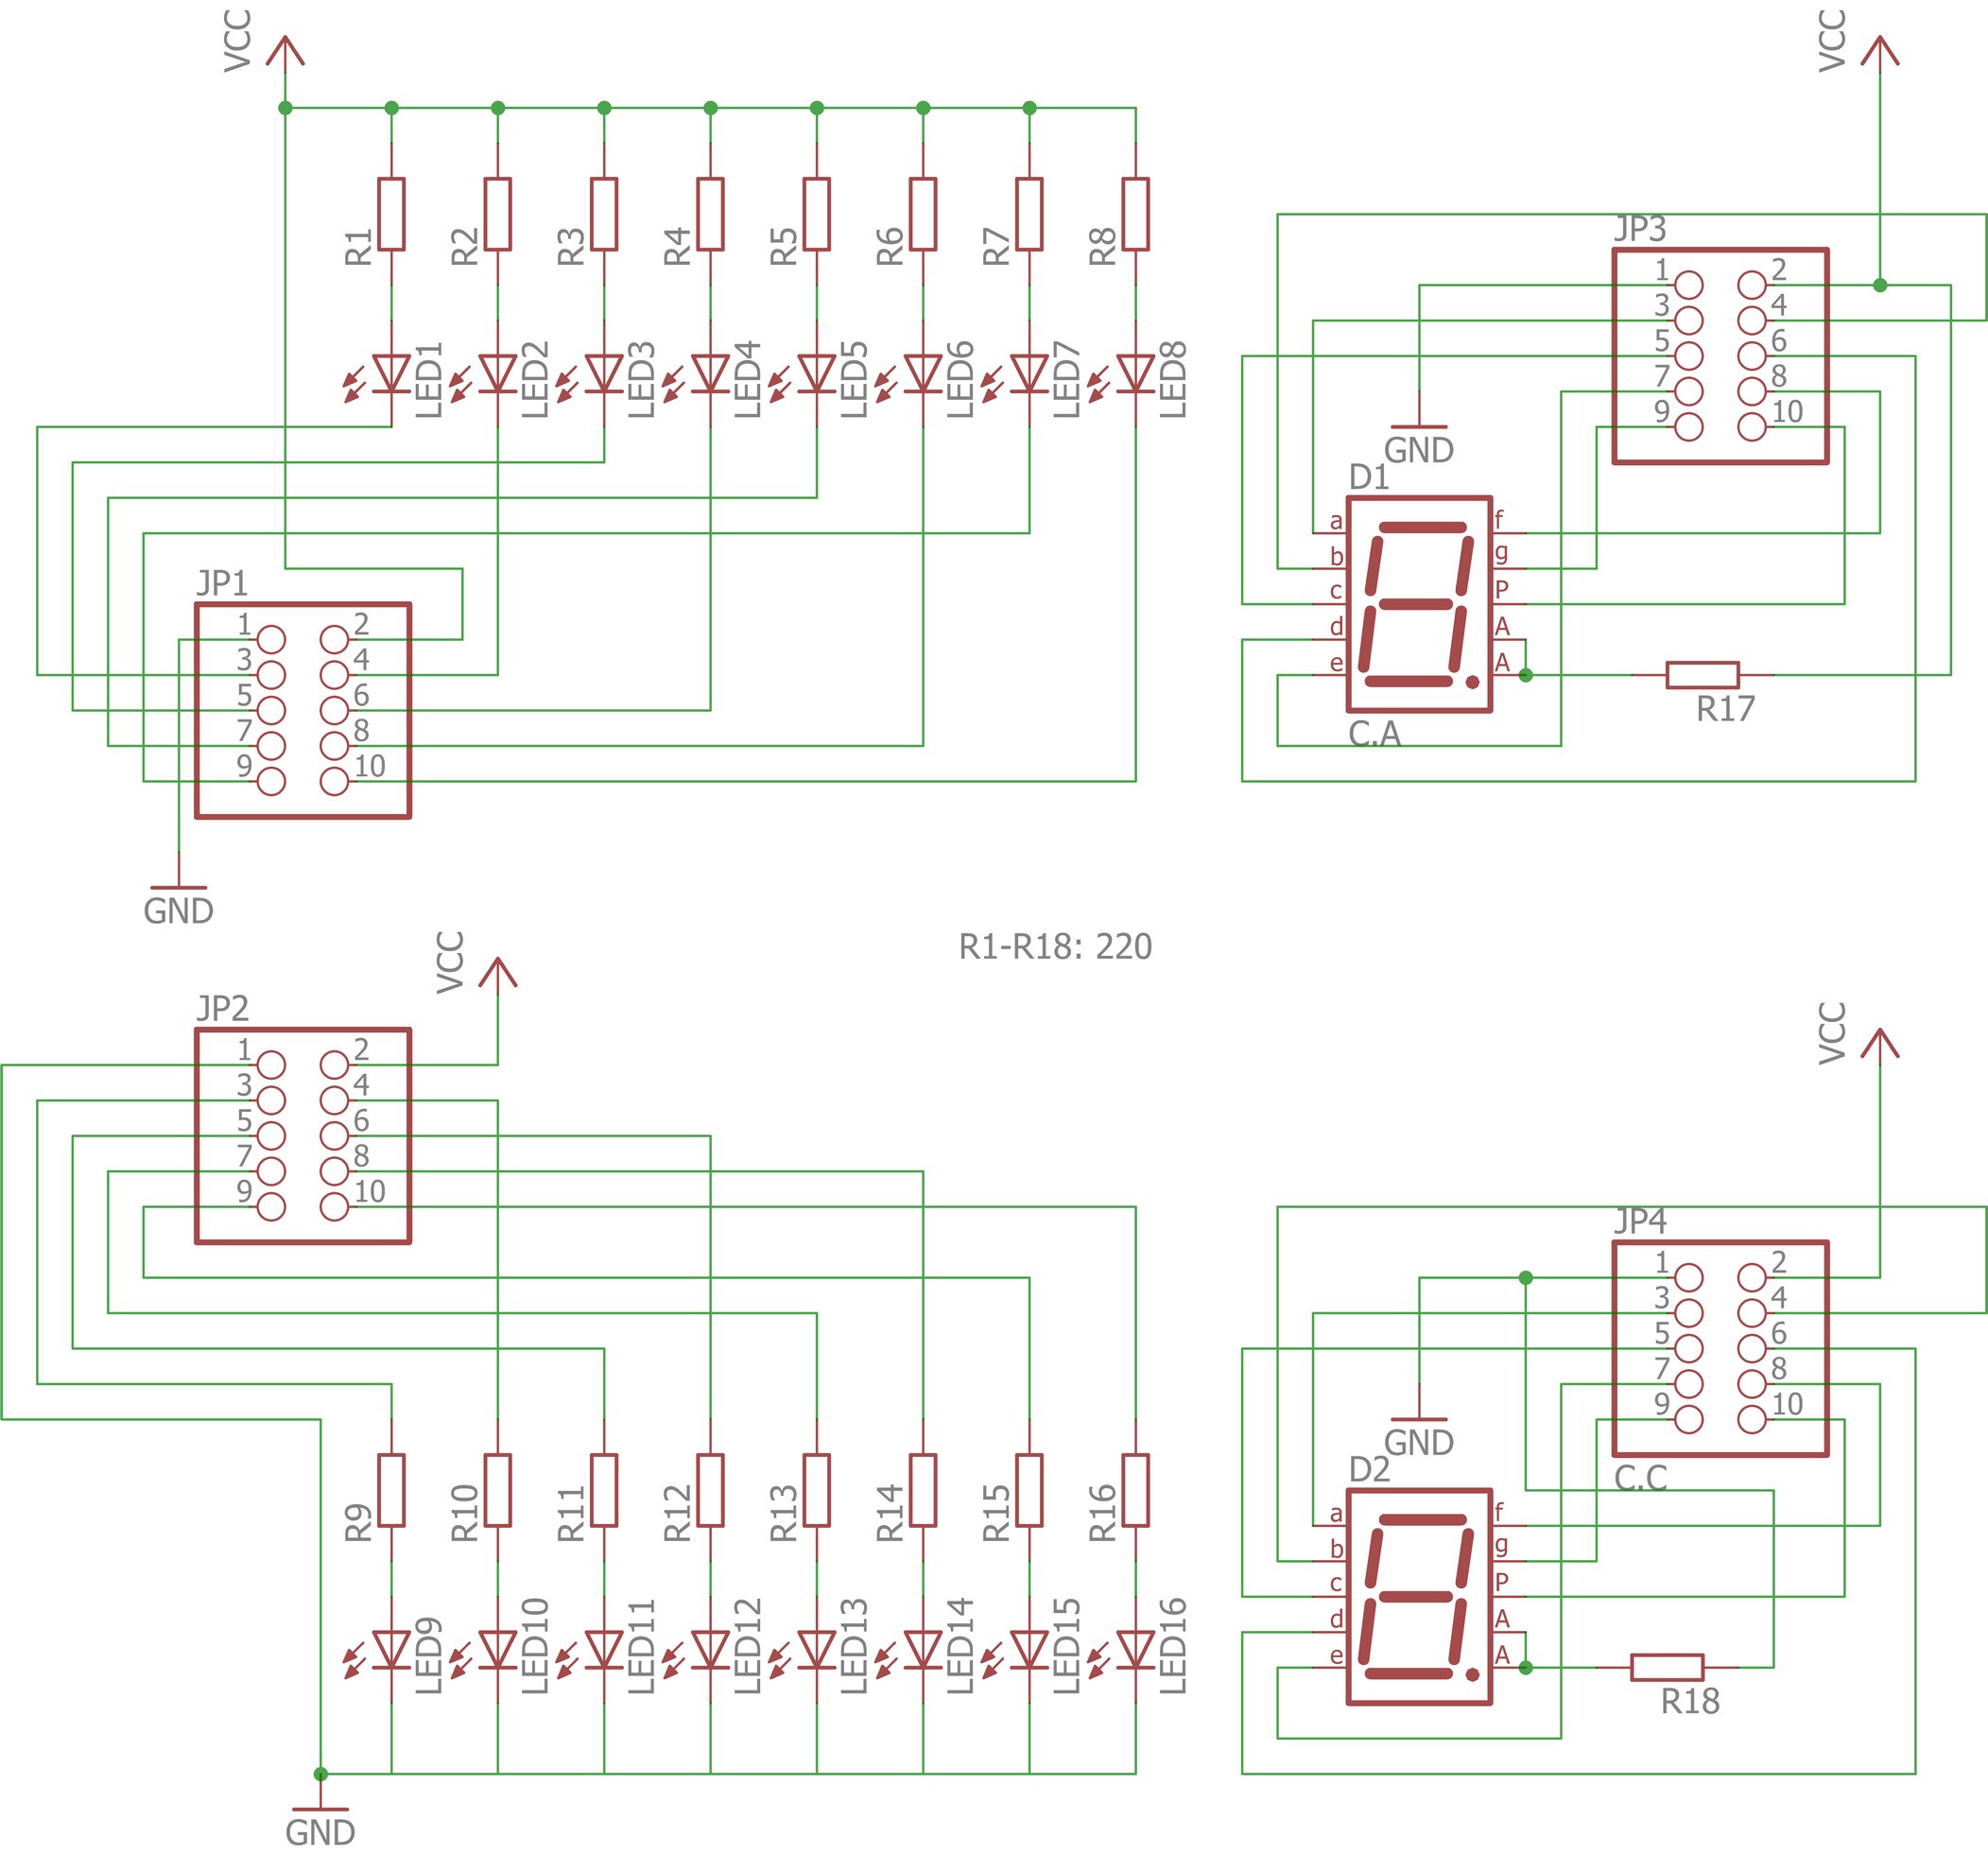 VCC
R1
R2
R3
R4
R5
R6
R7
R8
LED1
LED2
LED3
LED4
LED5
LED6
LED7
LED8
JP1
1 2
3 4
5 6
7 8
9 10
GND
VCC
JP3
1 2
3 4
5 6
7 8
9 10
GND
D1
a f
b g
c P
d A
e A
C.A
R17
R1-R18: 220
VCC
JP2
1 2
3 4
5 6
7 8
9 10
R9
R10
R11
R12
R13
R14
R15
R16
LED9
LED10
LED11
LED12
LED13
LED14
LED15
LED16
GND
VCC
JP4
1 2
3 4
5 6
7 8
9 10
C.C
GND
D2
a f
b g
c P
d A
e A
R18